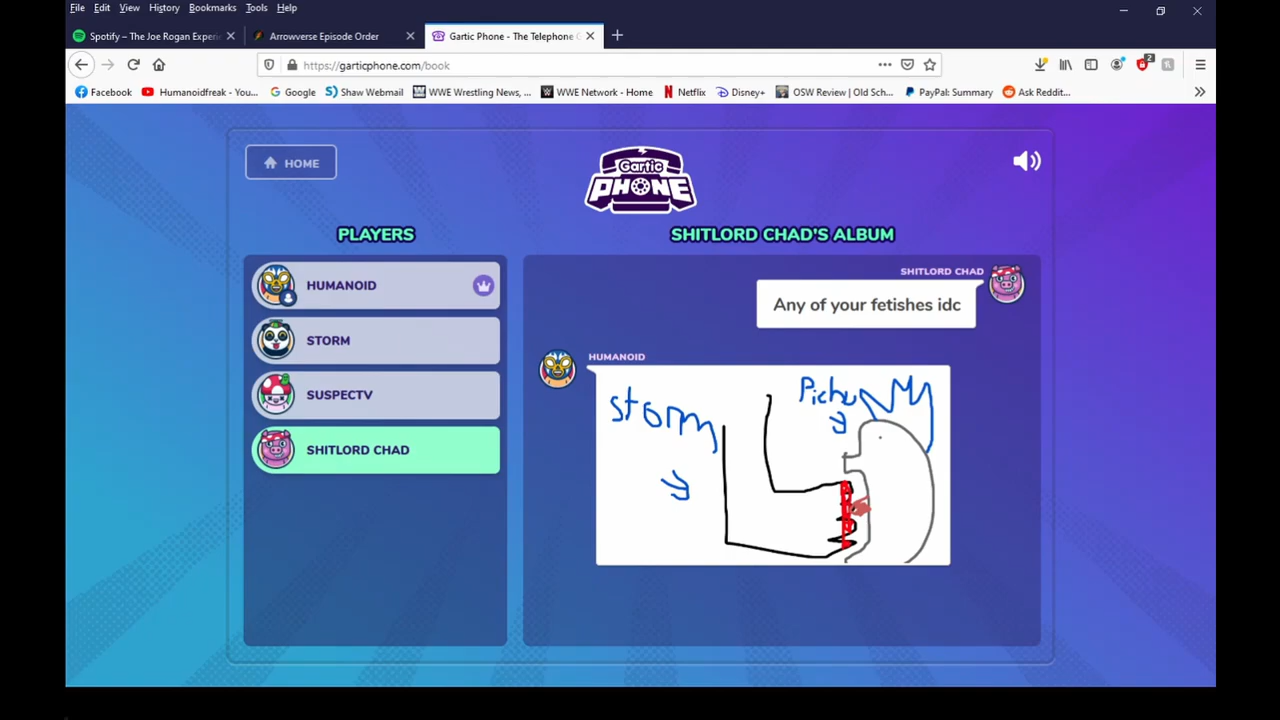 File Edit View History Bookmarks Tools Help
Spotify – The Joe Rogan Experi
Arrowverse Episode Order
Gartic Phone - The Telephone G
https://garticphone.com/book
2
Facebook
Humanoidfreak - You...
Google
Shaw Webmail
WWE Wrestling News, ...
WWE Network - Home
Netflix
Disney+
OSW Review | Old Sch...
PayPal: Summary
Ask Reddit...
HOME
Gartic
PHONE
PLAYERS
SHITLORD CHAD'S ALBUM
HUMANOID
STORM
SUSPECTV
SHITLORD CHAD
SHITLORD CHAD
Any of your fetishes idc
HUMANOID
Storm
Pichu